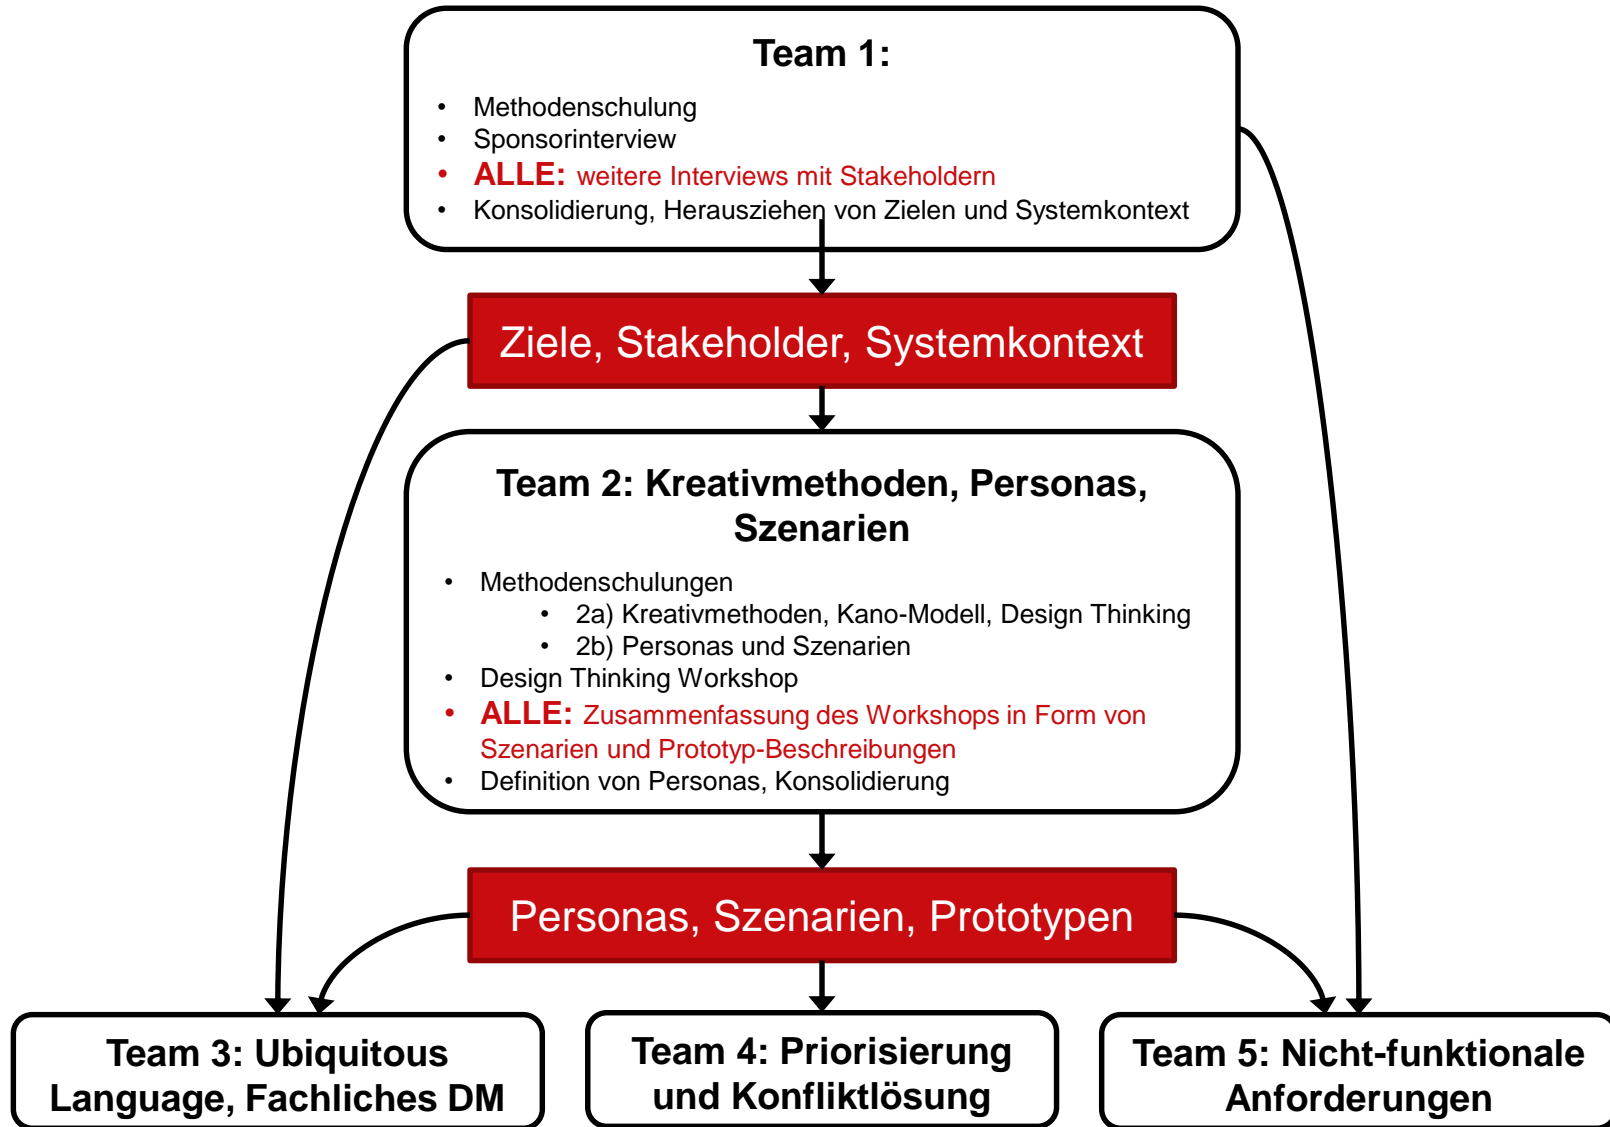 Team 1:
• Methodenschulung
• Sponsorinterview
• ALLE: weitere Interviews mit Stakeholdern
• Konsolidierung, Herausziehen von Zielen und Systemkontext
Ziele, Stakeholder, Systemkontext
Team 2: Kreativmethoden, Personas,
Szenarien
• Methodenschulungen
• 2a) Kreativmethoden, Kano-Modell, Design Thinking
• 2b) Personas und Szenarien
• Design Thinking Workshop
• ALLE: Zusammenfassung des Workshops in Form von
Szenarien und Prototyp-Beschreibungen
• Definition von Personas, Konsolidierung
Personas, Szenarien, Prototypen
Team 3: Ubiquitous
Language, Fachliches DM
Team 4: Priorisierung
und Konfliktlösung
Team 5: Nicht-funktionale
Anforderungen